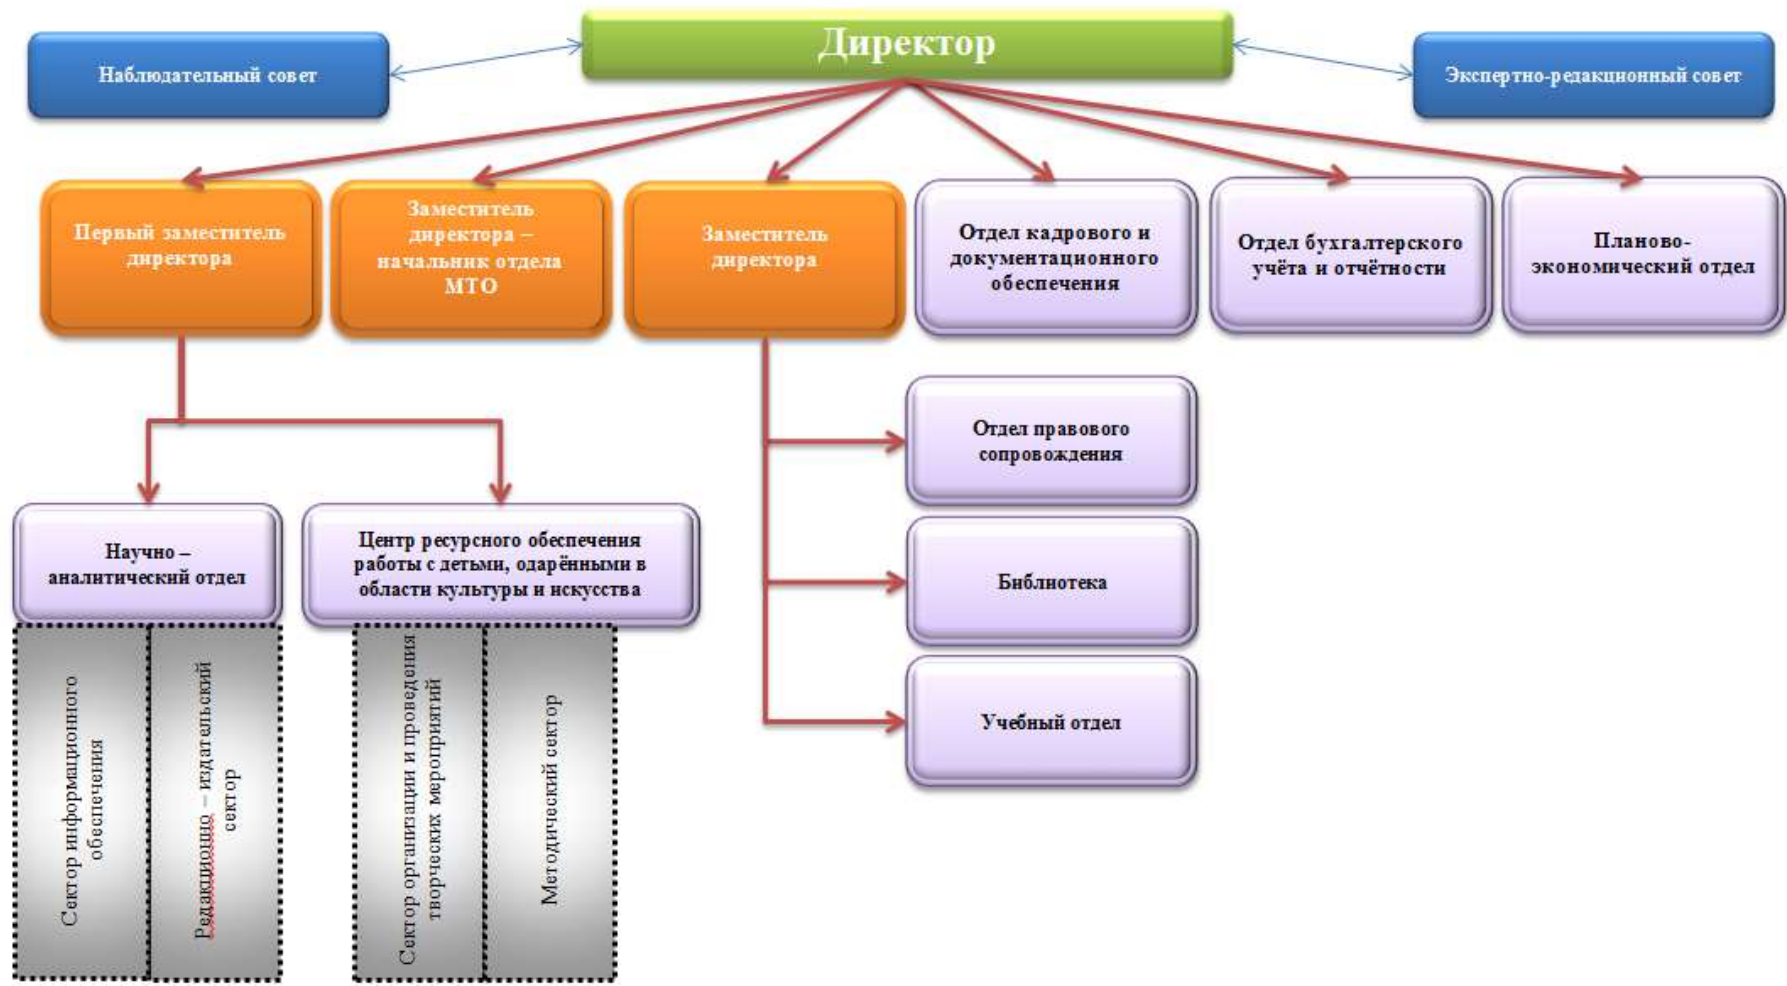 Директор
Наблюдательный совет
Экспертно-редакционный совет
Первый заместитель
директора
Заместитель
директора –
начальник отдела
МТО
Заместитель
директора
Отдел кадрового и
документационного
обеспечения
Отдел бухгалтерского
учёта и отчётности
Планово-
экономический отдел
Отдел правового
сопровождения
Библиотека
Учебный отдел
Научно –
аналитический отдел
Центр ресурсного обеспечения
работы с детьми, одарёнными в
области культуры и искусства
Сектор информационного
обеспечения
Редакционно – издательский
сектор
Сектор организации и проведения
творческих мероприятий
Методический сектор